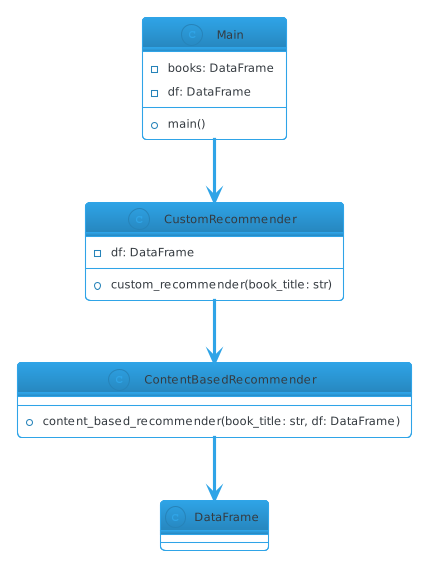 C Main
books: DataFrame
df: DataFrame
main()
C CustomRecommender
df: DataFrame
custom_recommender(book_title: str)
C ContentBasedRecommender
content_based_recommender(book_title: str, df: DataFrame)
C DataFrame